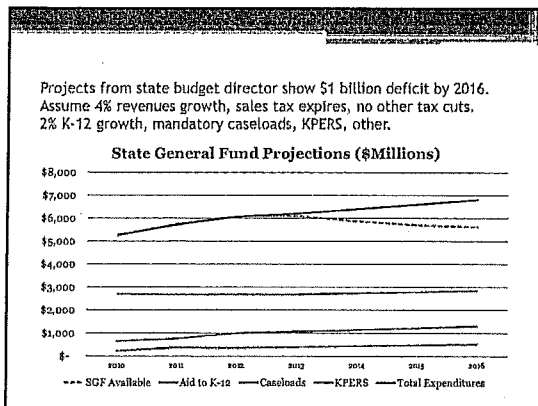 Projects from state budget director show $1 billion deficit by 2016.
Assume 4% revenues growth, sales tax expires, no other tax cuts,
2% K-12 growth, mandatory caseloads, KPERS, other.
State General Fund Projections ($Millions)
$8,000
$7,000
$6,000
$5,000
$4,000
$3,000
$2,000
$1,000
$-
2010 2011 2012 2013 2014 2015 2016
SGF Available Aid to K-12 Caseloads KPERS Total Expenditures